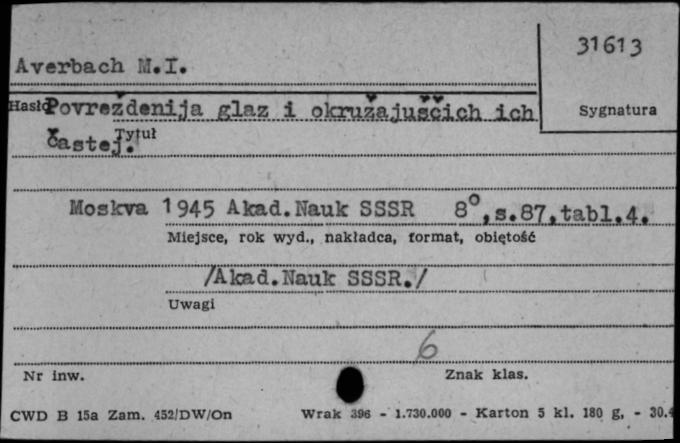 31613
Averbach M.I.
Hasło Povreždenija glaz i okružajuščich ich
Sygnatura
častej. Tytuł
Moskva 1945 Akad.Nauk SSSR 8°,s.87,tabl.4.
Miejsce, rok wyd., nakładca, format, objętość
/Akad.Nauk SSSR./
Uwagi
6
Nr inw. Znak klas.
CWD B 15a Zam. 452/DW/On Wrak 396 - 1.730.000 - Karton 5 kl. 180 g, - 30.4